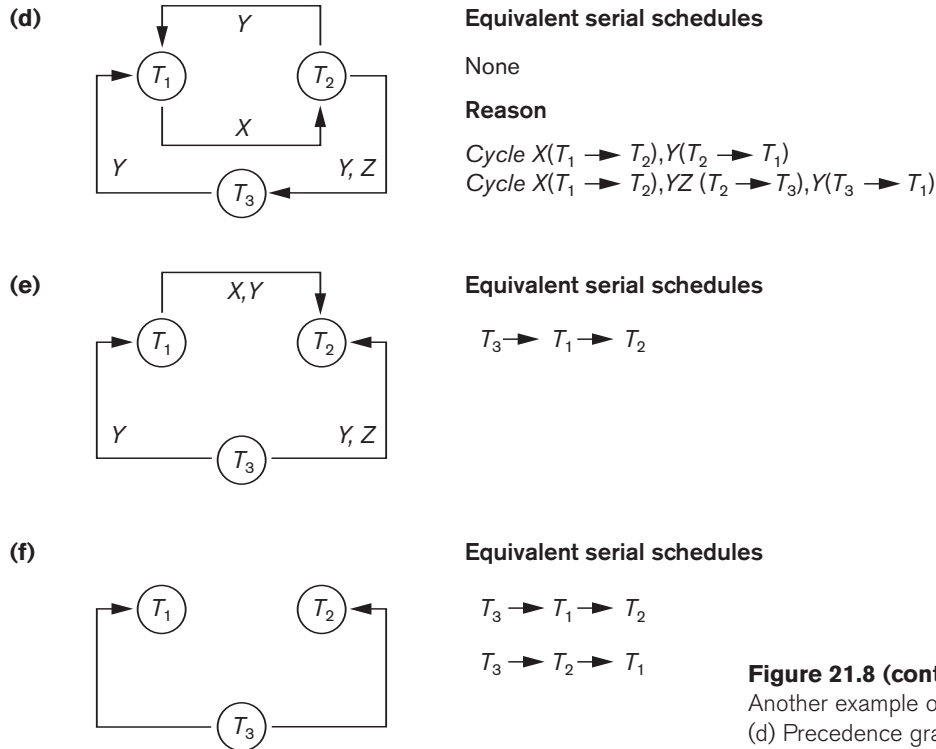 (d)
Y
T1
T2
X
Y
Y, Z
T3
Equivalent serial schedules
None
Reason
Cycle X(T1 → T2),Y(T2 → T1)
Cycle X(T1 → T2),YZ (T2 → T3),Y(T3 → T1)
(e)
X,Y
T1
T2
Y
Y, Z
T3
Equivalent serial schedules
T3 → T1 → T2
(f)
T1
T2
T3
Equivalent serial schedules
T3 → T1 → T2
T3 → T2 → T1
Figure 21.8 (cont
Another example o
(d) Precedence gra